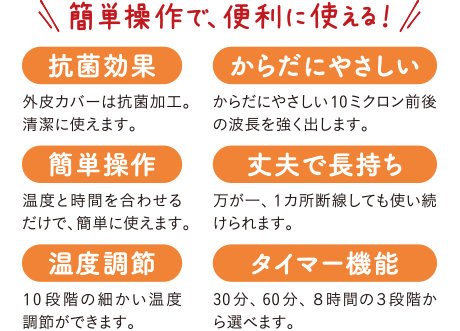 簡単操作で、便利に使える!
抗菌効果
外皮カバーは抗菌加工。
清潔に使えます。
からだにやさしい
からだにやさしい10ミクロン前後
の波長を強く出します。
簡単操作
温度と時間を合わせる
だけで、簡単に使えます。
丈夫で長持ち
万が一、1カ所断線しても使い続
けられます。
温度調節
10段階の細かい温度
調節ができます。
タイマー機能
30分、60分、8時間の3段階か
ら選べます。